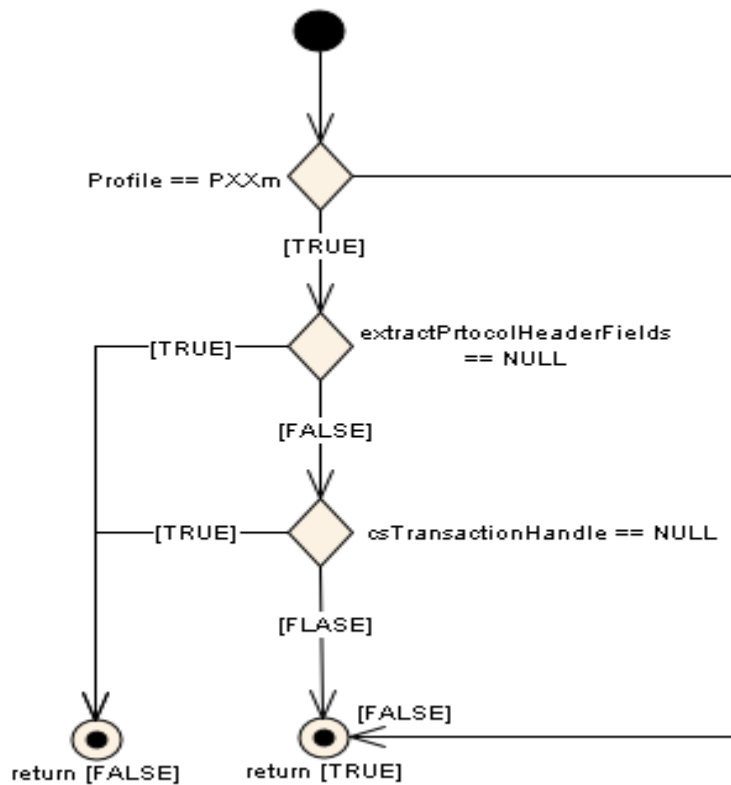 Profile == PXXm
[TRUE]
extractPrtocolHeaderFields
== NULL
[TRUE]
[FALSE]
csTransactionHandle == NULL
[TRUE]
[FLASE]
[FALSE]
return [FALSE]
return [TRUE]